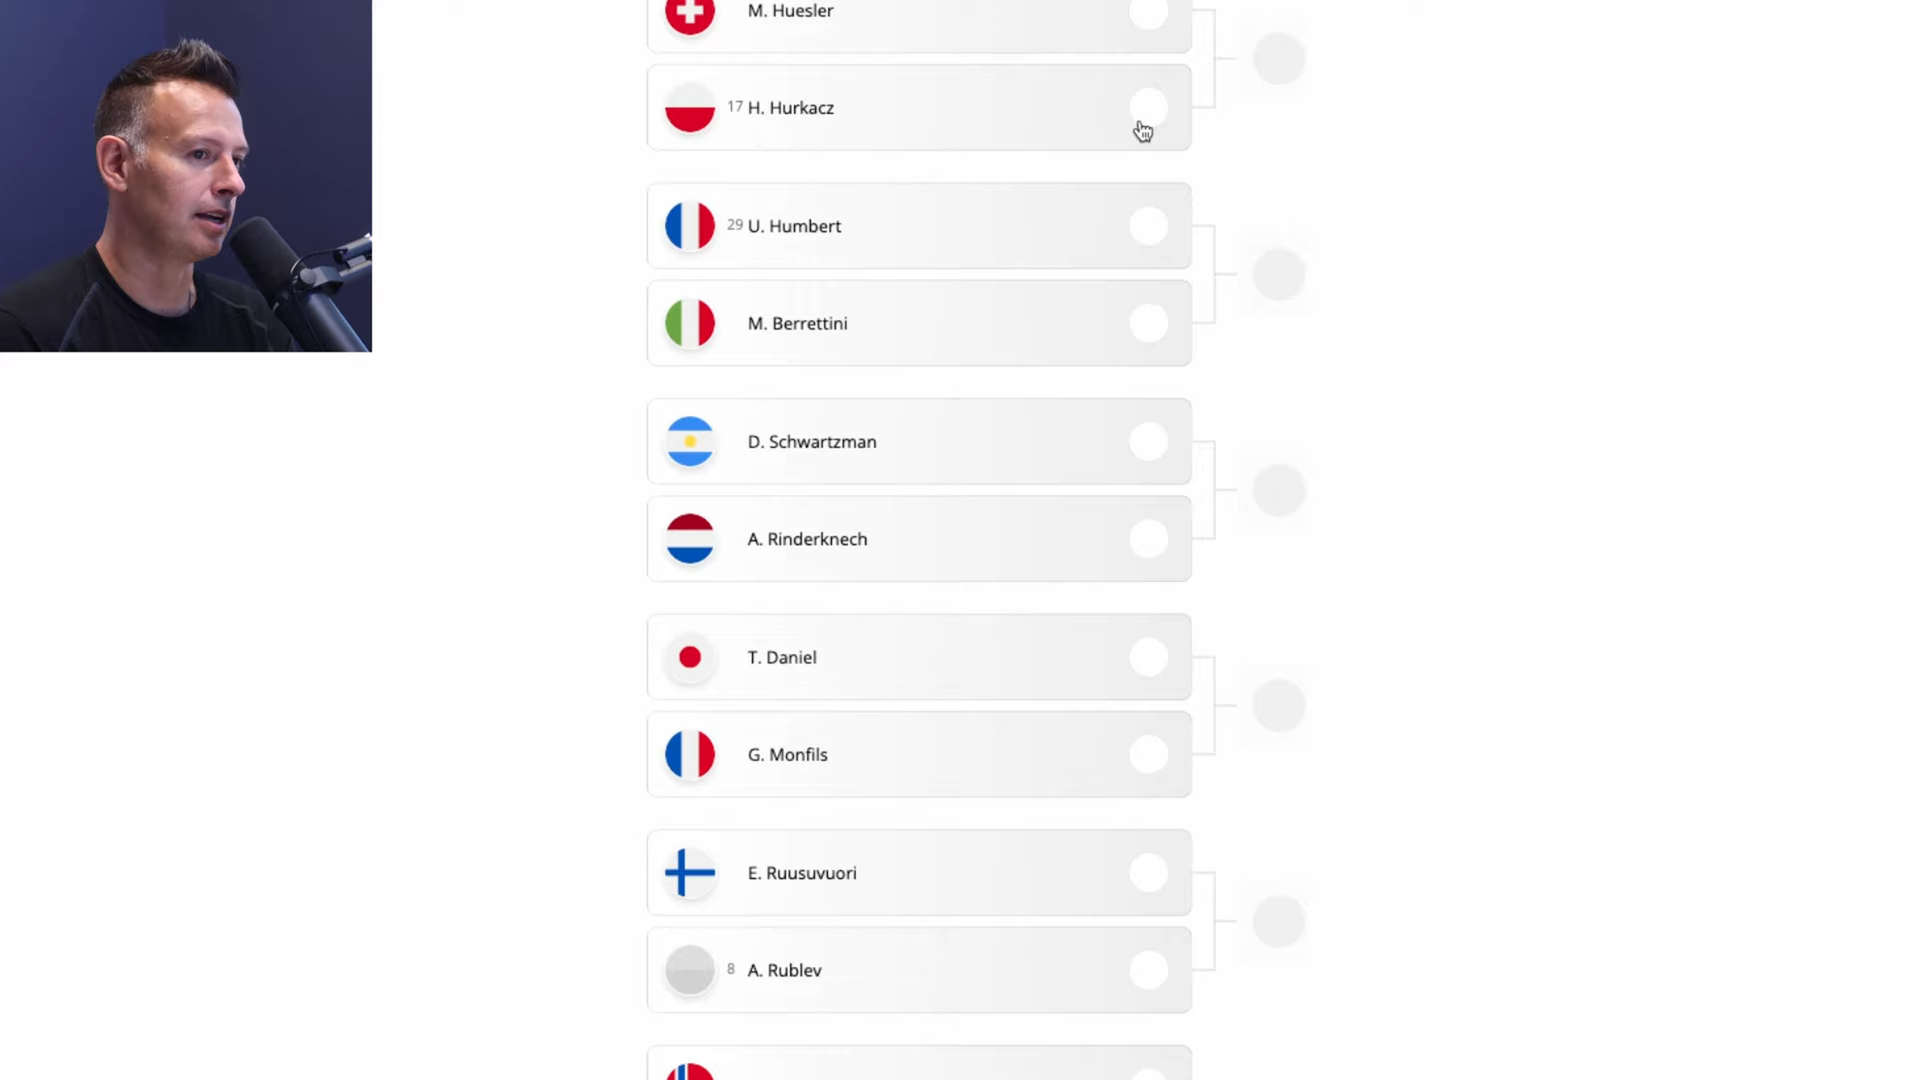 M. Huesler
17 H. Hurkacz
29 U. Humbert
M. Berrettini
D. Schwartzman
A. Rinderknech
T. Daniel
G. Monfils
E. Ruusuvuori
8 A. Rublev